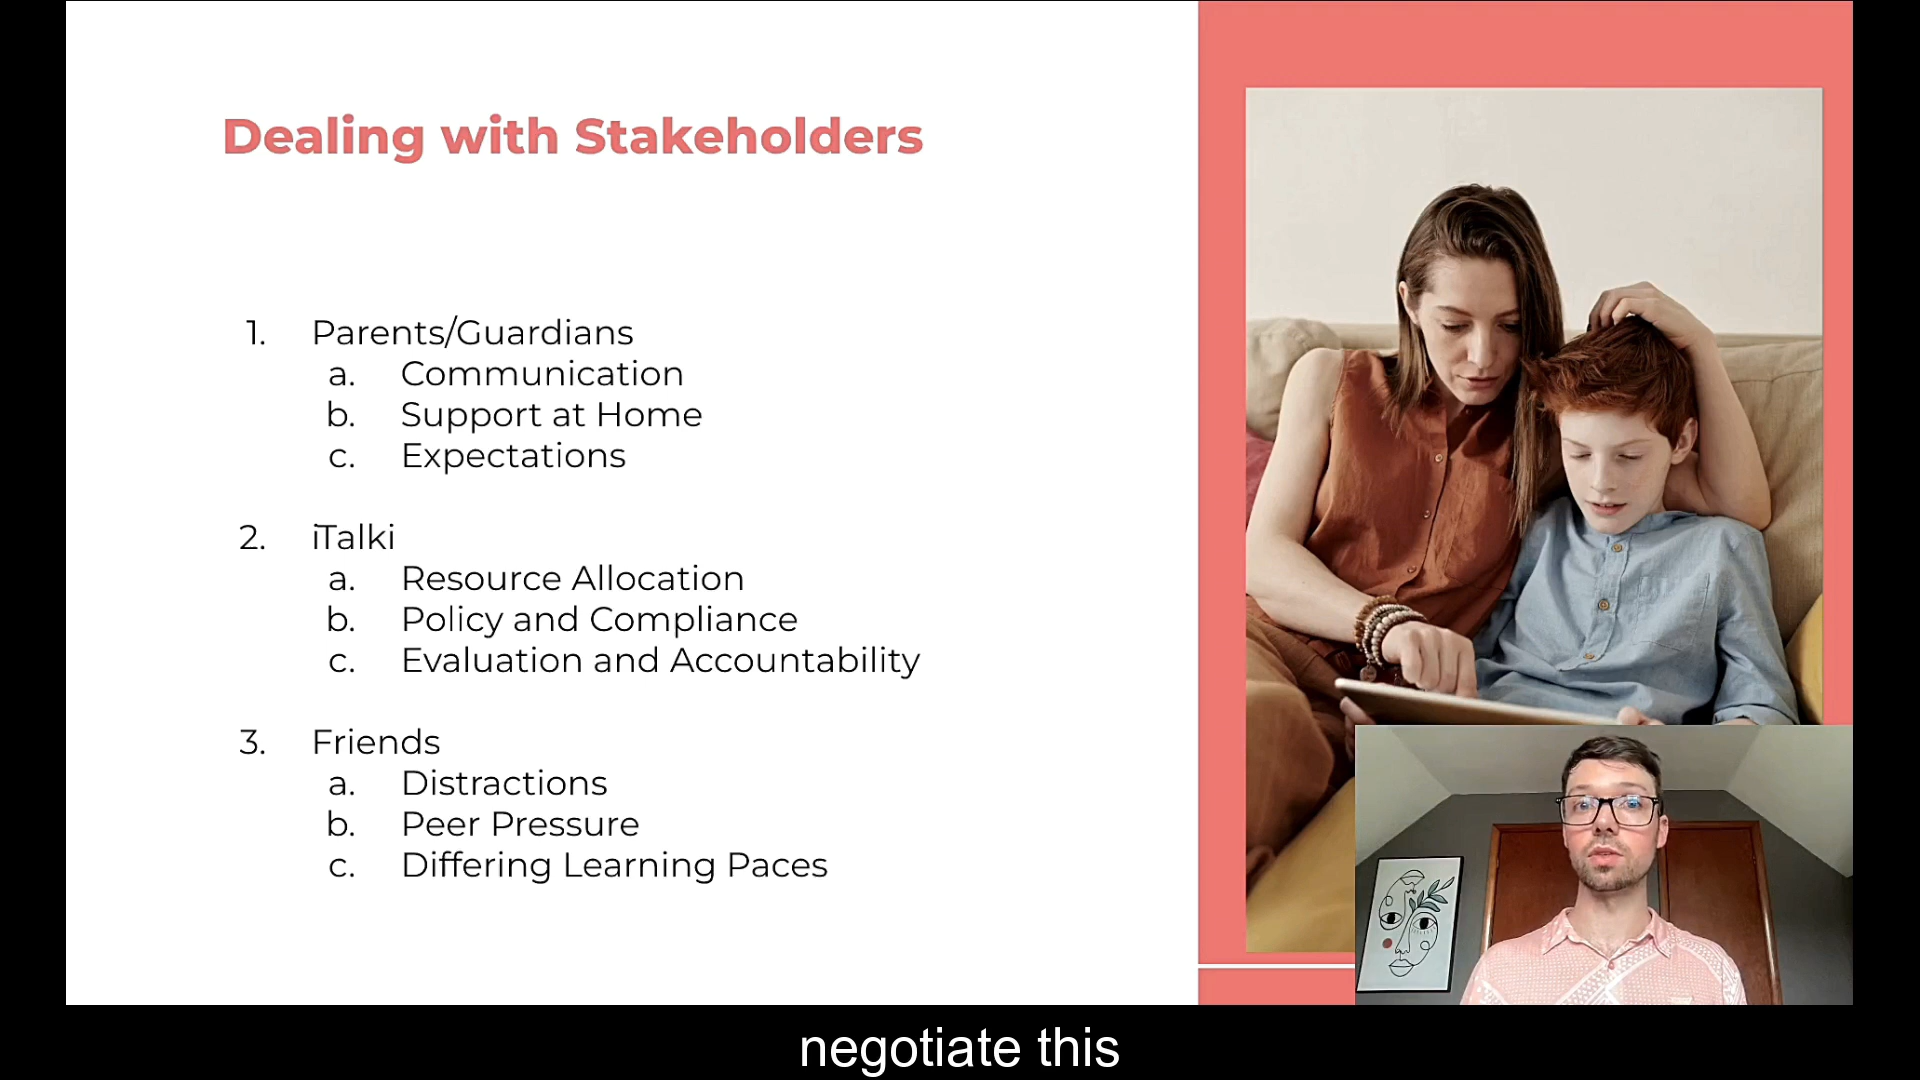 Dealing with Stakeholders
1. Parents/Guardians
a. Communication
b. Support at Home
c. Expectations
2. iTalki
a. Resource Allocation
b. Policy and Compliance
c. Evaluation and Accountability
3. Friends
a. Distractions
b. Peer Pressure
c. Differing Learning Paces
negotiate this